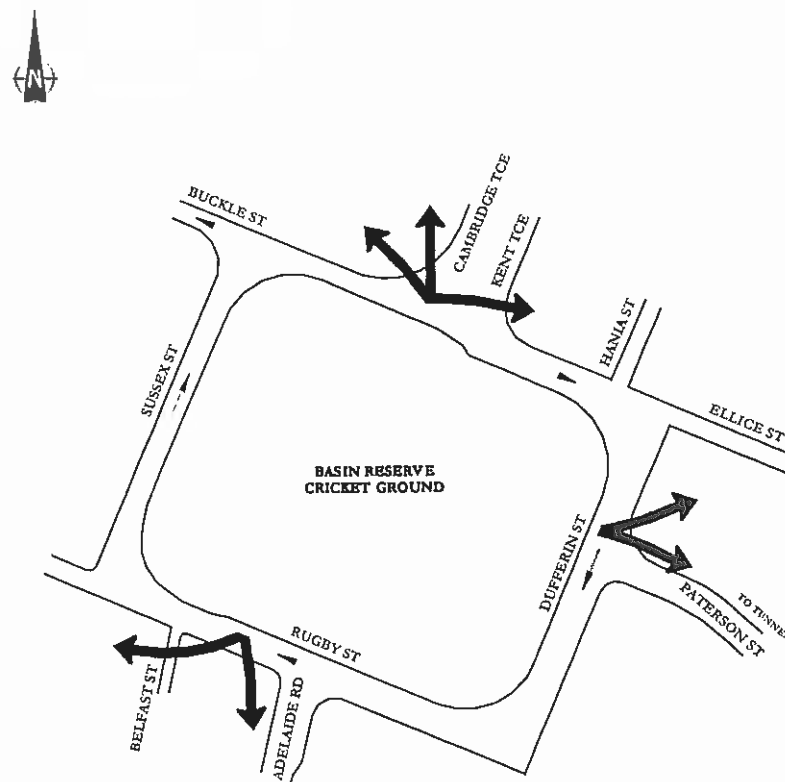 N
BUCKLE ST
CAMBRIDGE TCE
KENT TCE
HANIA ST
ELLICE ST
SUSSEX ST
BASIN RESERVE
CRICKET GROUND
DUFFERIN ST
TO TUNNE
PATERSON ST
RUGBY ST
BELFAST ST
ADELAIDE RD